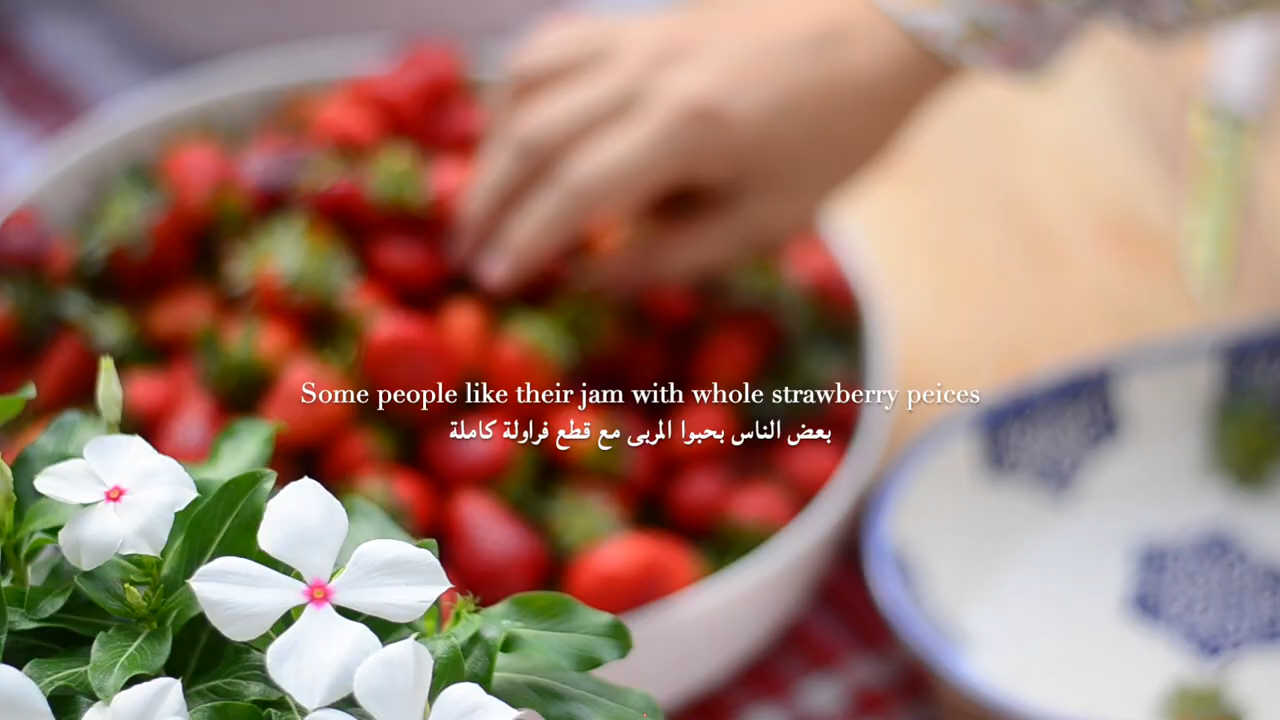 Some people like their jam with whole strawberry peices
بعض الناس بحبوا المربى مع قطع فراولة كاملة